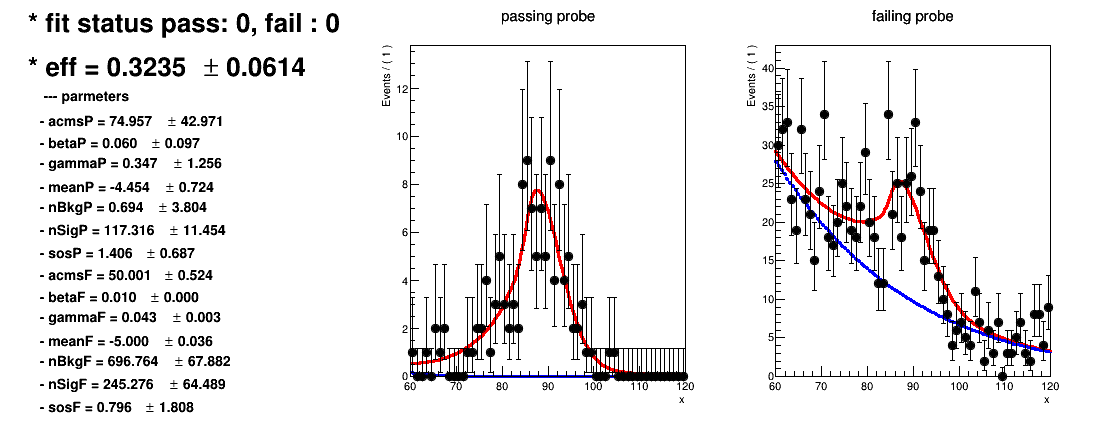 * fit status pass: 0, fail : 0
* eff = 0.3235 ± 0.0614
--- parmeters
- acmsP = 74.957 ± 42.971
- betaP = 0.060 ± 0.097
- gammaP = 0.347 ± 1.256
- meanP = -4.454 ± 0.724
- nBkgP = 0.694 ± 3.804
- nSigP = 117.316 ± 11.454
- sosP = 1.406 ± 0.687
- acmsF = 50.001 ± 0.524
- betaF = 0.010 ± 0.000
- gammaF = 0.043 ± 0.003
- meanF = -5.000 ± 0.036
- nBkgF = 696.764 ± 67.882
- nSigF = 245.276 ± 64.489
- sosF = 0.796 ± 1.808
passing probe
Events / ( 1 )
12
10
8
6
4
2
0
60 70 80 90 100 110 120
x
failing probe
Events / ( 1 )
40
35
30
25
20
15
10
5
0
60 70 80 90 100 110 120
x